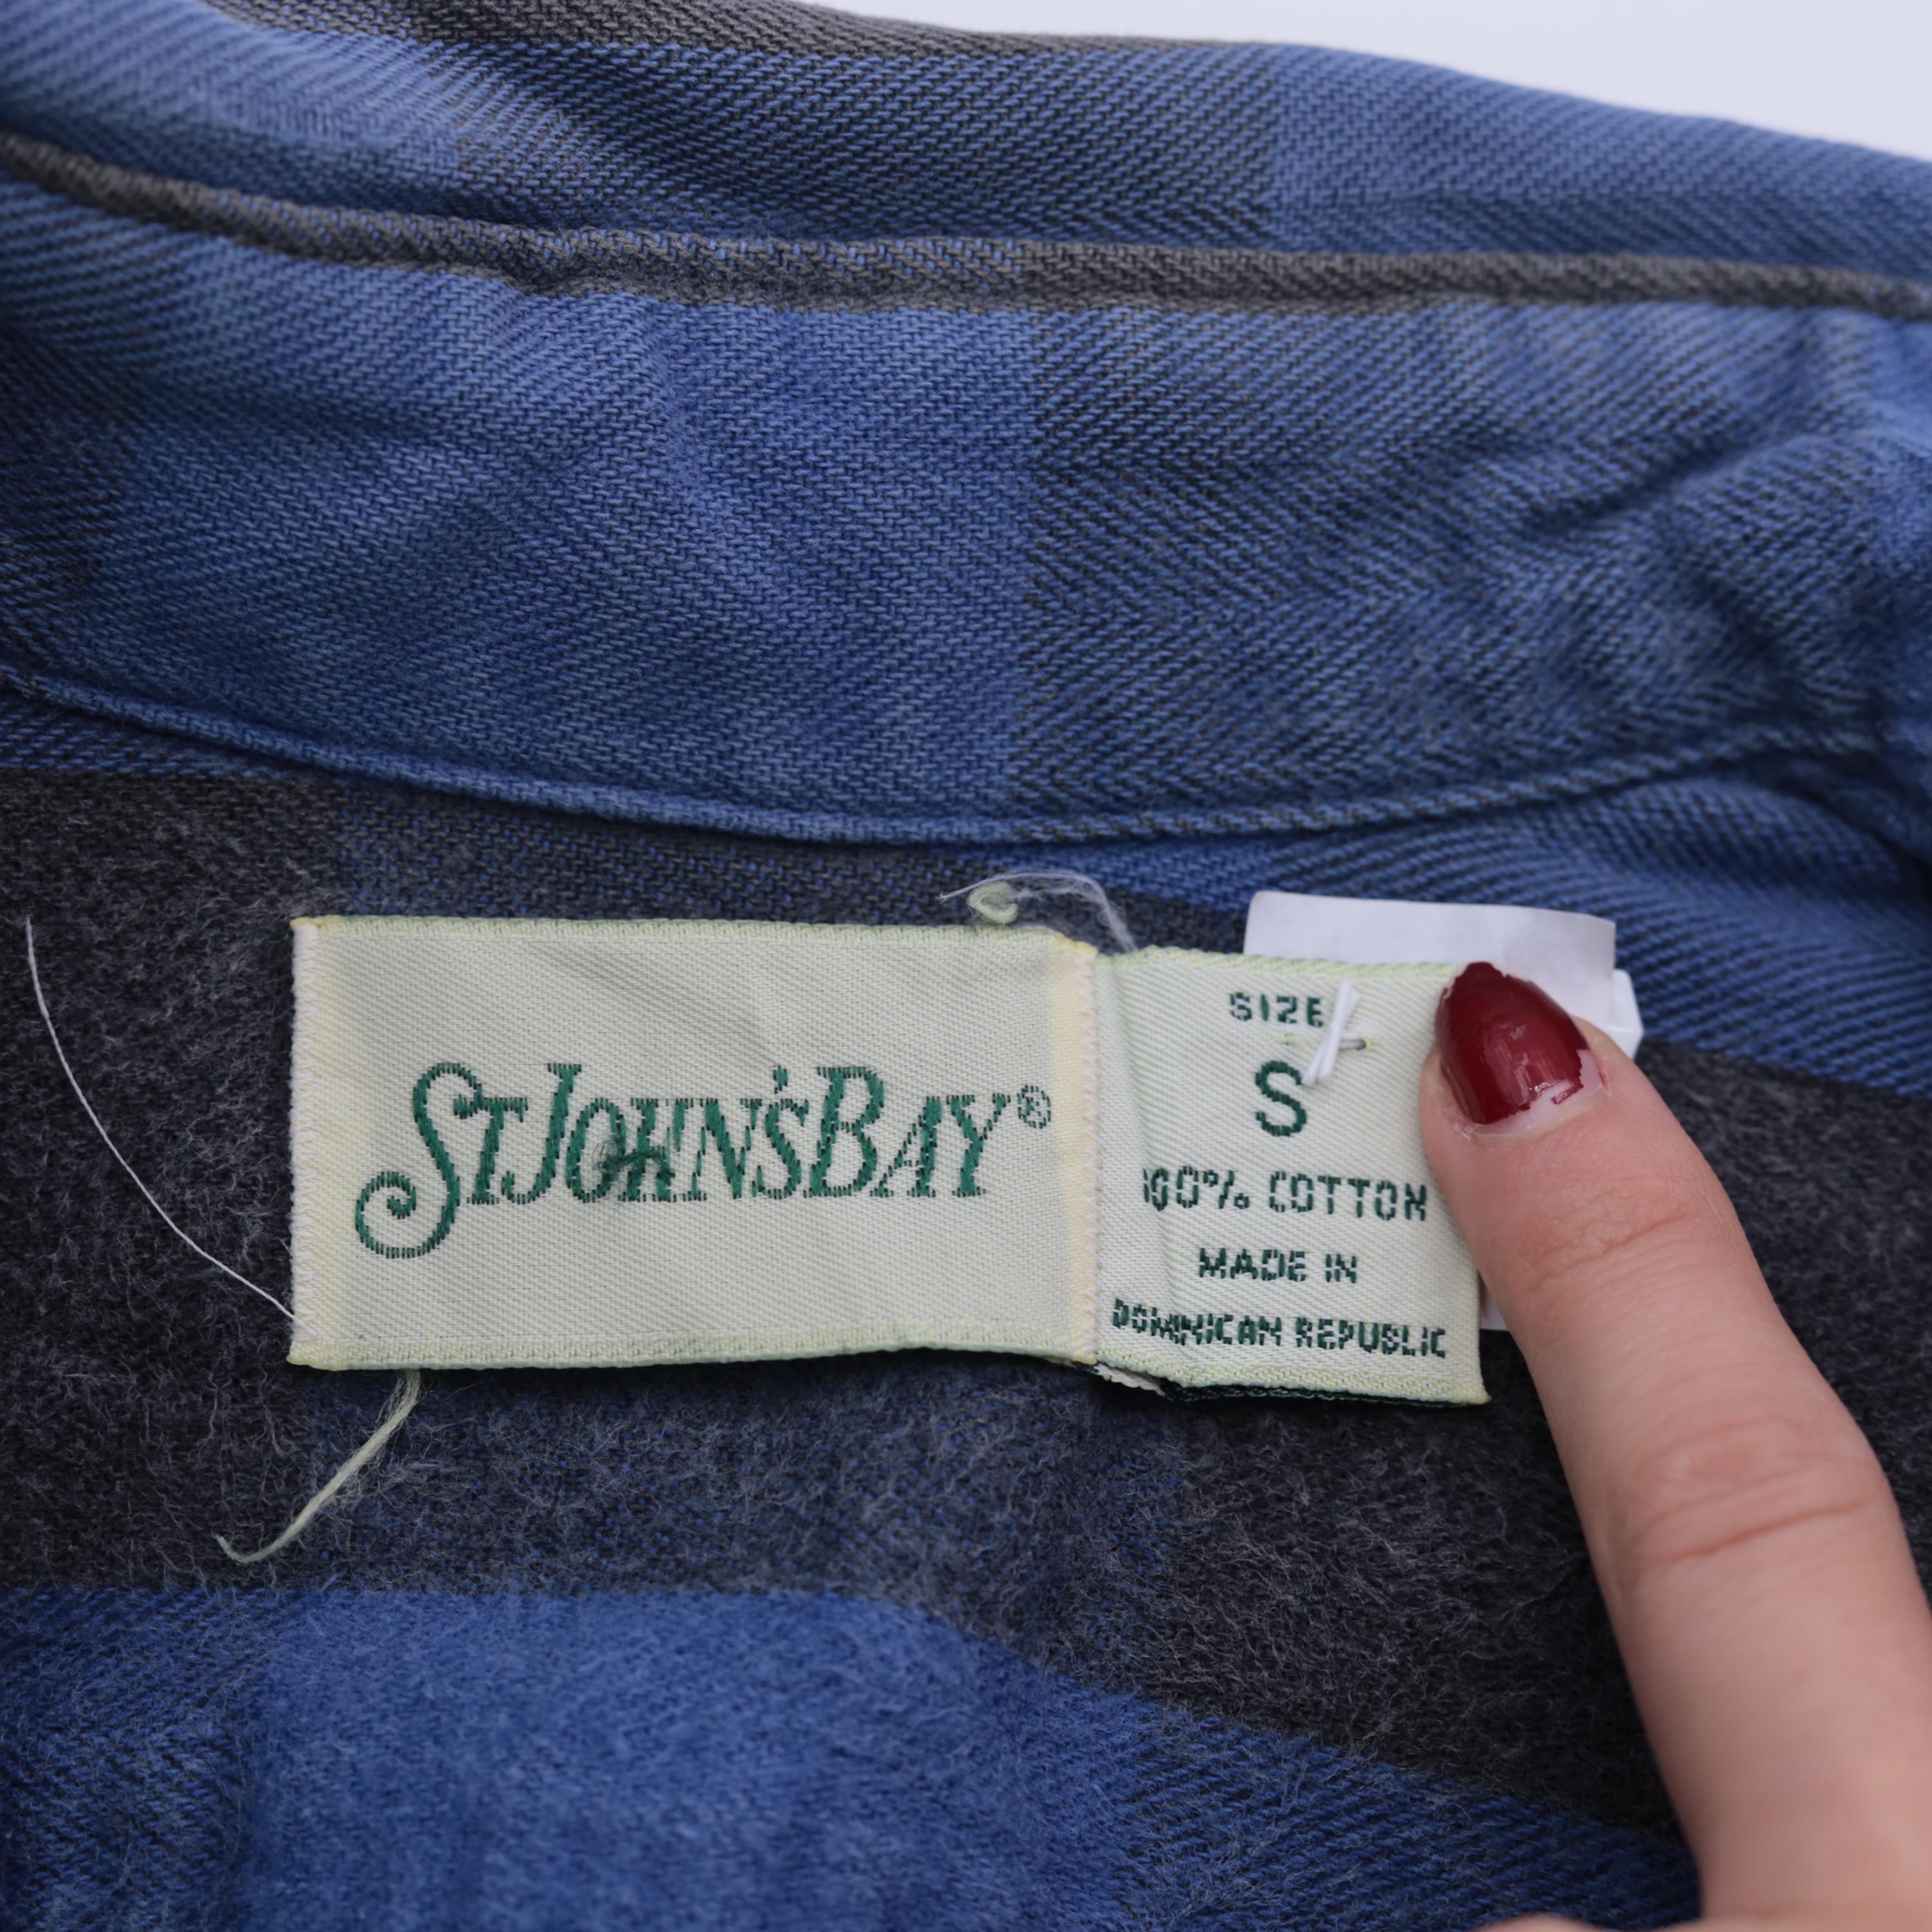 ST JOHN'S BAY®
SIZE
S
100% COTTON
MADE IN
DOMINICAN REPUBLIC